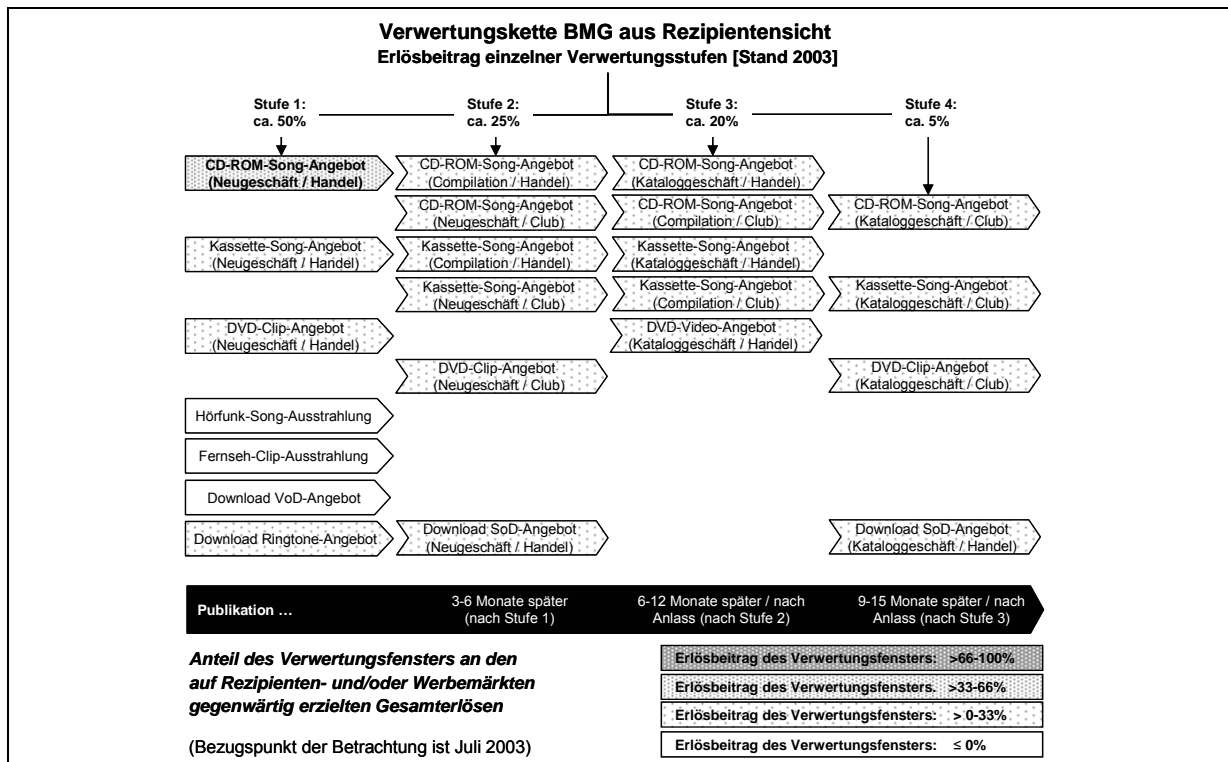 Verwertungskette BMG aus Rezipientensicht
Erlösbeitrag einzelner Verwertungsstufen [Stand 2003]
Stufe 1:
ca. 50%
Stufe 2:
ca. 25%
Stufe 3:
ca. 20%
Stufe 4:
ca. 5%
CD-ROM-Song-Angebot
(Neugeschäft / Handel)
CD-ROM-Song-Angebot
(Compilation / Handel)
CD-ROM-Song-Angebot
(Kataloggeschäft / Handel)
CD-ROM-Song-Angebot
(Neugeschäft / Club)
CD-ROM-Song-Angebot
(Compilation / Club)
CD-ROM-Song-Angebot
(Kataloggeschäft / Club)
Kassette-Song-Angebot
(Neugeschäft / Handel)
Kassette-Song-Angebot
(Compilation / Handel)
Kassette-Song-Angebot
(Kataloggeschäft / Handel)
Kassette-Song-Angebot
(Neugeschäft / Club)
Kassette-Song-Angebot
(Compilation / Club)
Kassette-Song-Angebot
(Kataloggeschäft / Club)
DVD-Clip-Angebot
(Neugeschäft / Handel)
DVD-Video-Angebot
(Kataloggeschäft / Handel)
DVD-Clip-Angebot
(Neugeschäft / Club)
DVD-Clip-Angebot
(Kataloggeschäft / Club)
Hörfunk-Song-Ausstrahlung
Fernseh-Clip-Ausstrahlung
Download VoD-Angebot
Download Ringtone-Angebot
Download SoD-Angebot
(Neugeschäft / Handel)
Download SoD-Angebot
(Kataloggeschäft / Handel)
Publikation …
3-6 Monate später
(nach Stufe 1)
6-12 Monate später / nach
Anlass (nach Stufe 2)
9-15 Monate später / nach
Anlass (nach Stufe 3)
Anteil des Verwertungsfensters an den
auf Rezipienten- und/oder Werbemärkten
gegenwärtig erzielten Gesamterlösen
(Bezugspunkt der Betrachtung ist Juli 2003)
Erlösbeitrag des Verwertungsfensters: >66-100%
Erlösbeitrag des Verwertungsfensters. >33-66%
Erlösbeitrag des Verwertungsfensters: > 0-33%
Erlösbeitrag des Verwertungsfensters: ≤ 0%